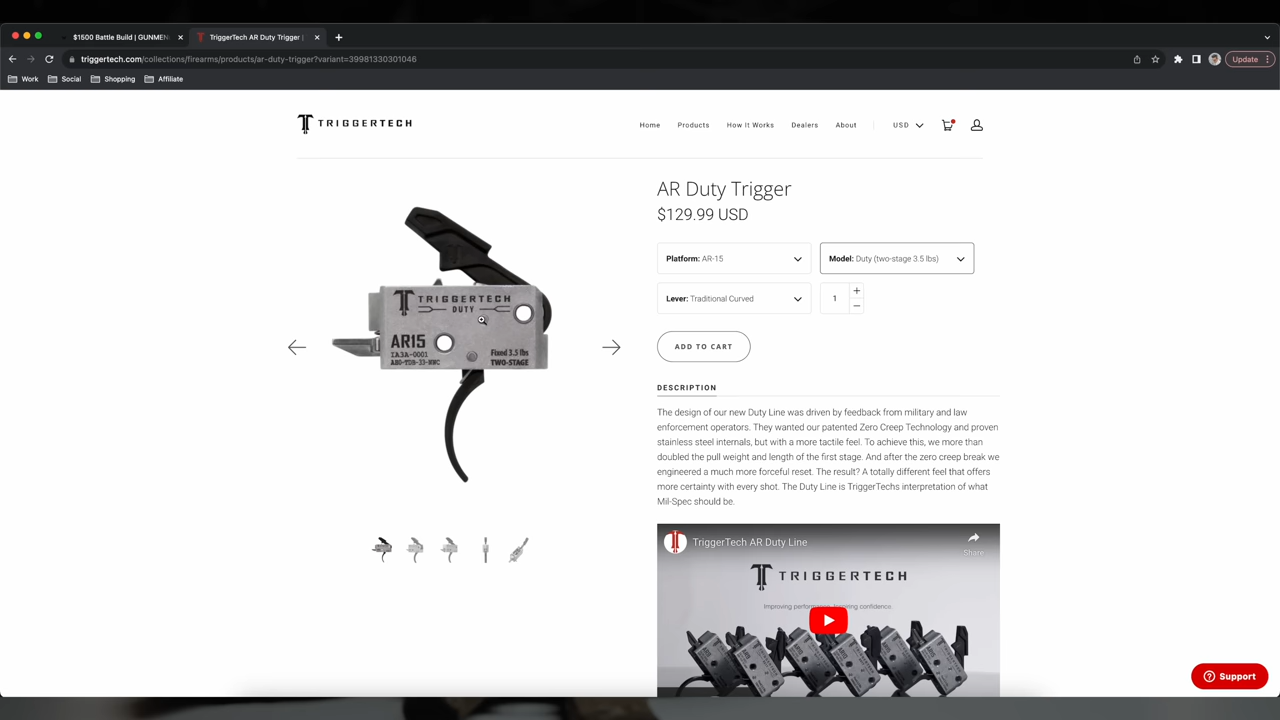 $1500 Battle Build | GUNMEN
TriggerTech AR Duty Trigger |
triggertech.com/collections/firearms/products/ar-duty-trigger?variant=39981330301046
Update
Work
Social
Shopping
Affiliate
TRIGGERTECH
Home
Products
How It Works
Dealers
About
USD
AR Duty Trigger
$129.99 USD
Platform: AR-15
Model: Duty (two-stage 3.5 lbs)
Lever: Traditional Curved
1
ADD TO CART
TRIGGERTECH
DUTY
AR15
IA3A-0001
AH0-TDB-33-NNC
Fixed 3.5 lbs
TWO-STAGE
DESCRIPTION
The design of our new Duty Line was driven by feedback from military and law
enforcement operators. They wanted our patented Zero Creep Technology and proven
stainless steel internals, but with a more tactile feel. To achieve this, we more than
doubled the pull weight and length of the first stage. And after the zero creep break we
engineered a much more forceful reset. The result? A totally different feel that offers
more certainty with every shot. The Duty Line is TriggerTechs interpretation of what
Mil-Spec should be.
TriggerTech AR Duty Line
Share
TRIGGERTECH
Improving performance. Inspiring confidence.
Support